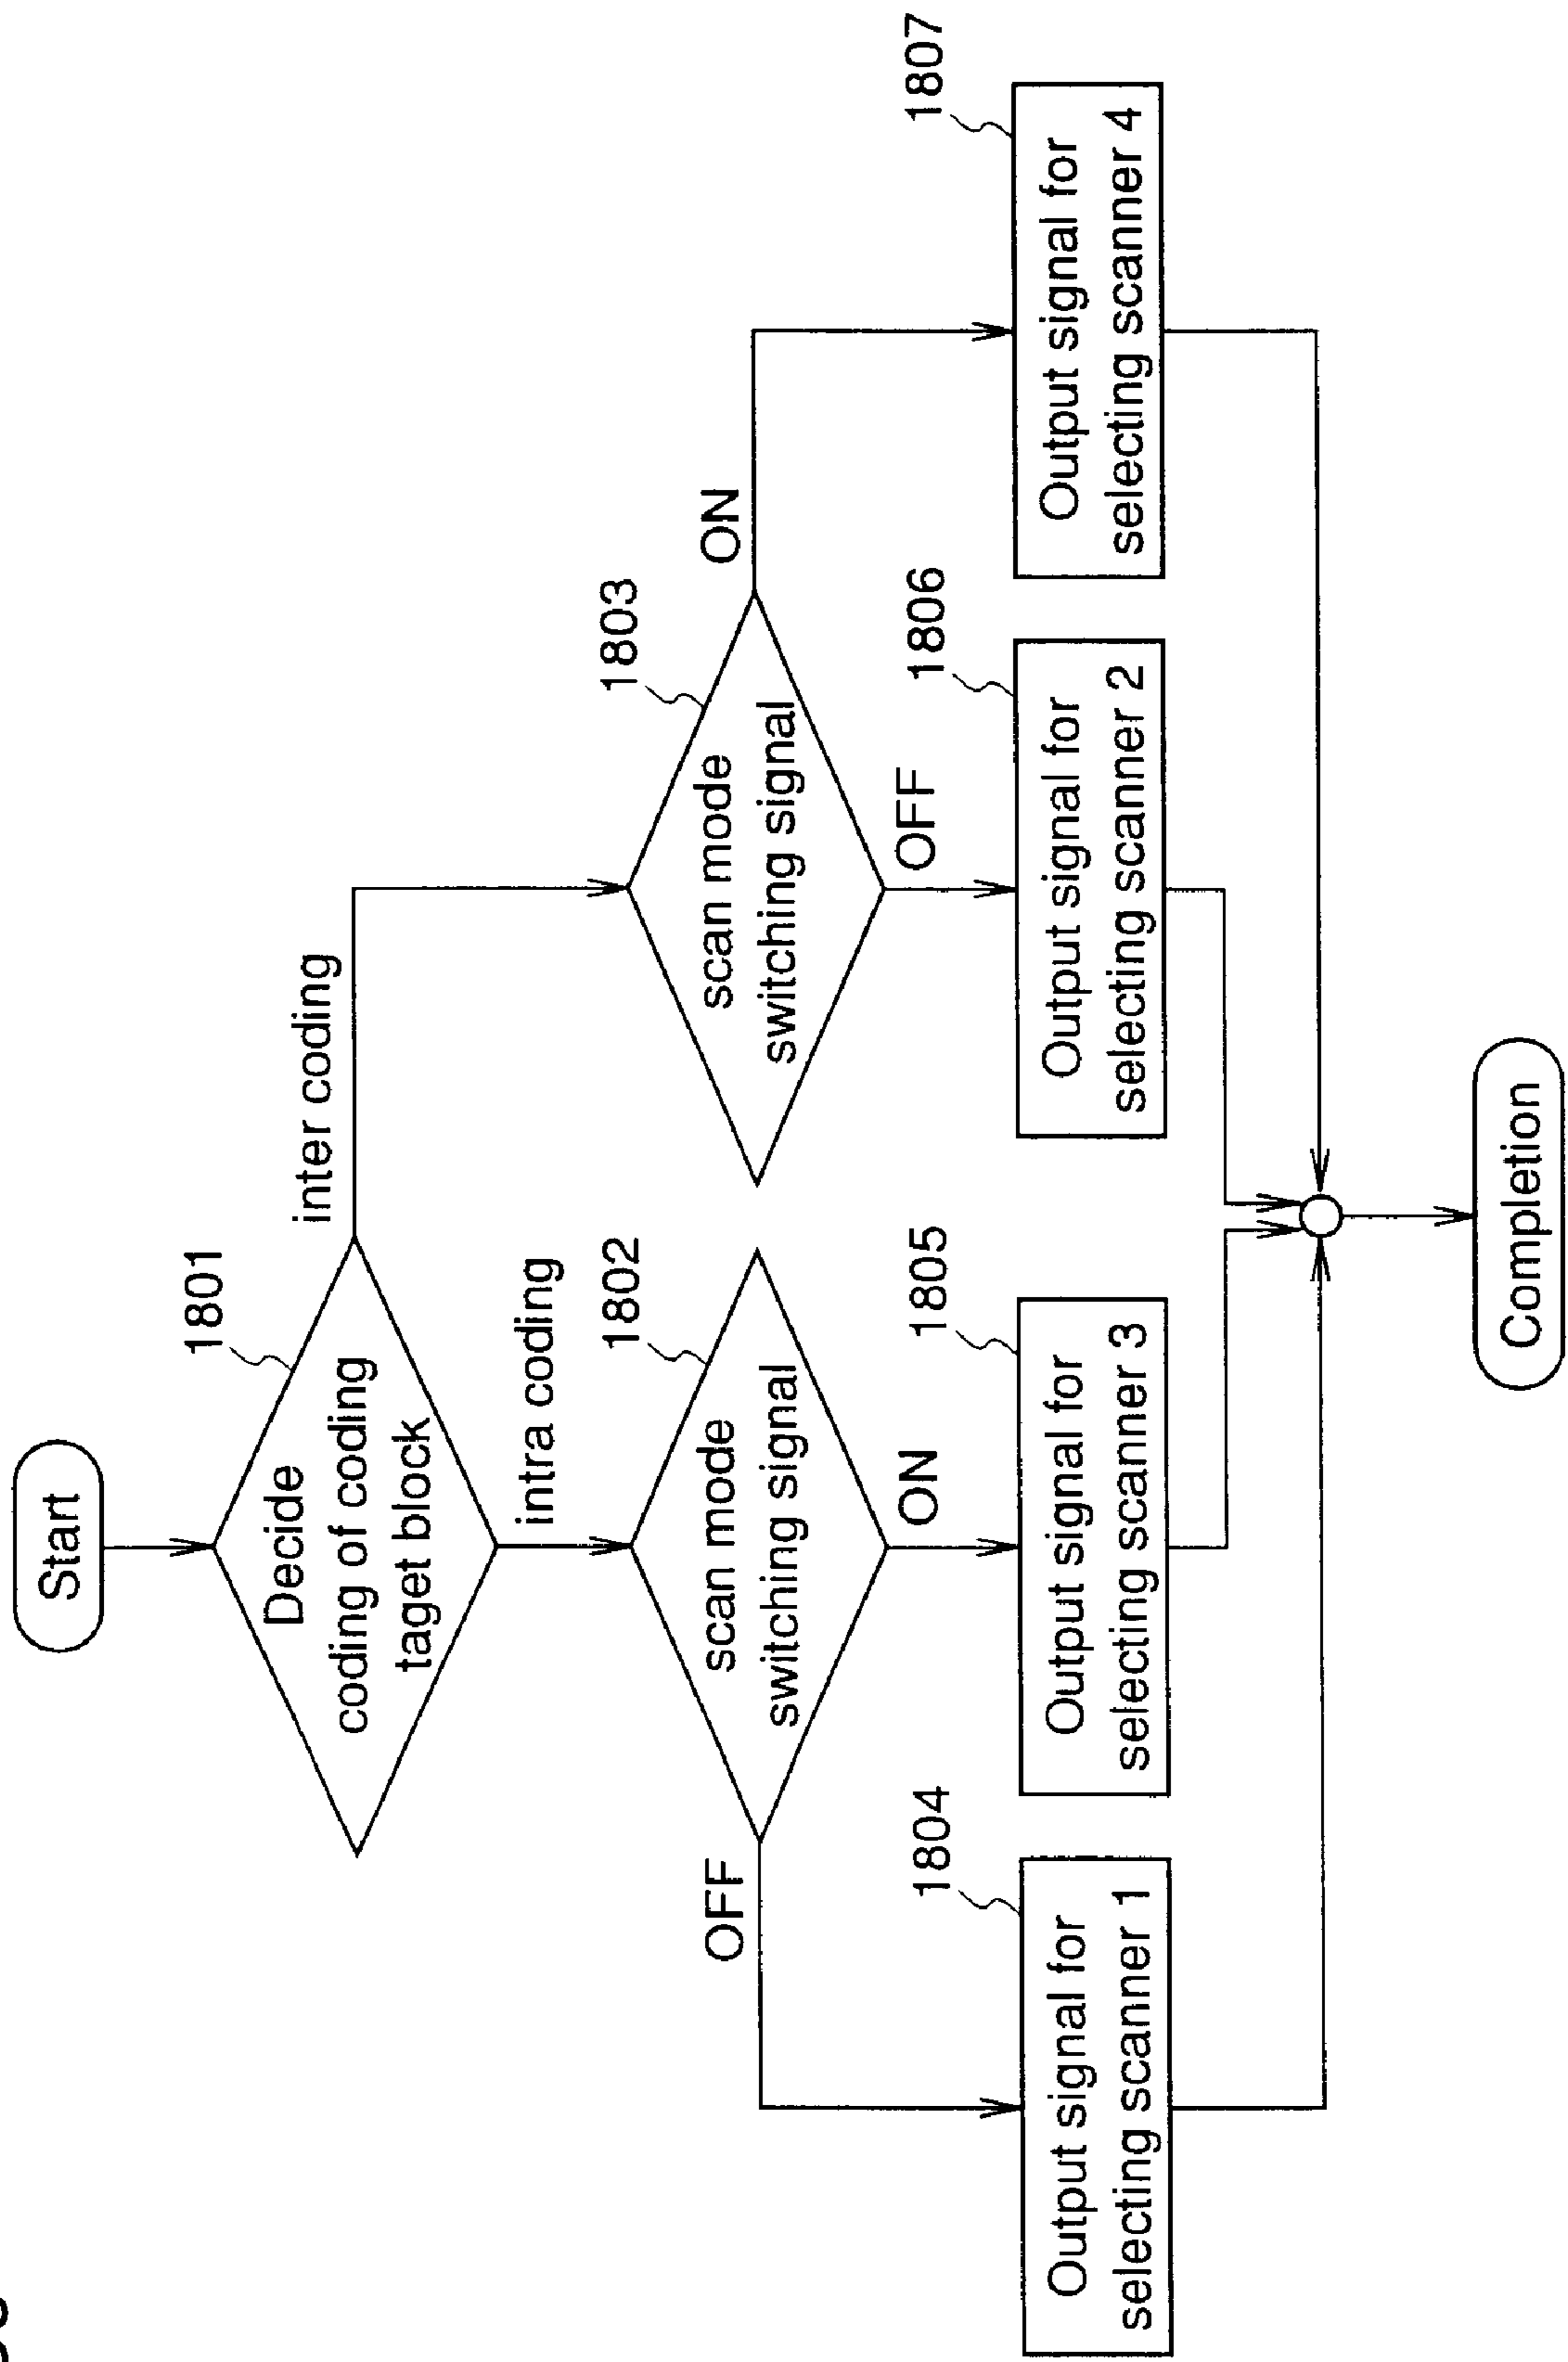 Start
1801
Decide
coding of coding
taget block
inter coding
intra coding
1802
scan mode
switching signal
1803
scan mode
switching signal
OFF
ON
OFF
ON
1804
Output signal for
selecting scanner 1
1805
Output signal for
selecting scanner 3
1806
Output signal for
selecting scanner 2
1807
Output signal for
selecting scanner 4
Completion